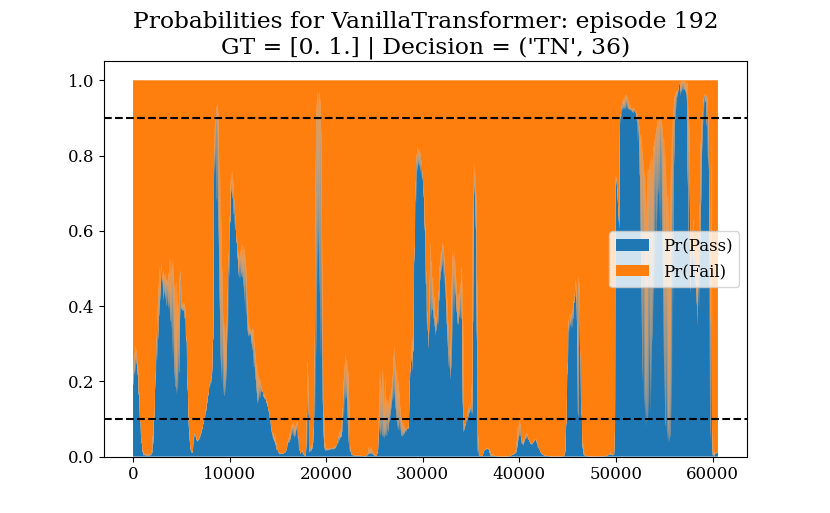 Probabilities for VanillaTransformer: episode 192
GT = [0. 1.] | Decision = ('TN', 36)
1.0
0.8
0.6
0.4
0.2
0.0
Pr(Pass)
Pr(Fail)
0 10000 20000 30000 40000 50000 60000